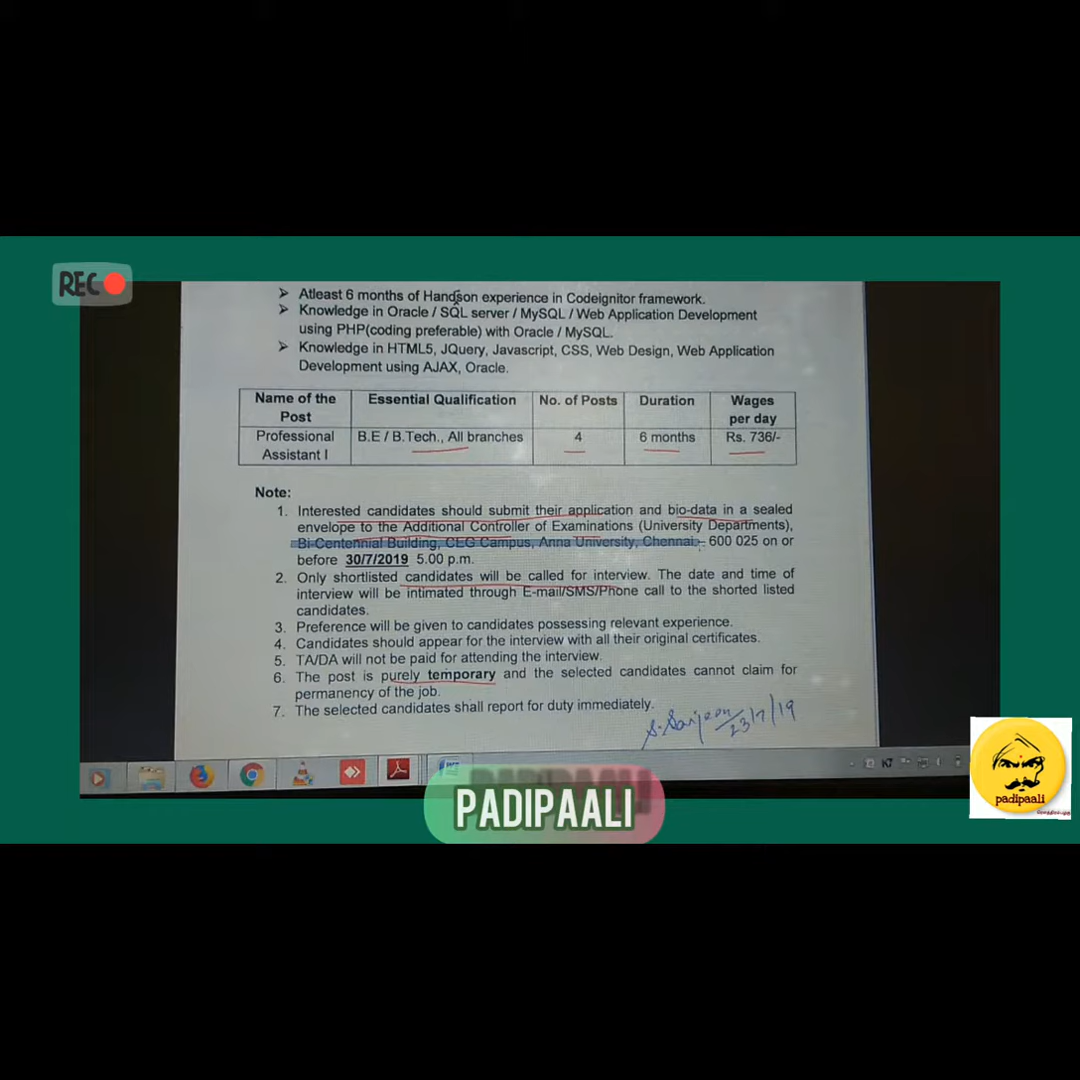 REC
➢ Atleast 6 months of Handson experience in Codeignitor framework.
➢ Knowledge in Oracle / SQL server / MySQL / Web Application Development
using PHP(coding preferable) with Oracle / MySQL.
➢ Knowledge in HTML5, JQuery, Javascript, CSS, Web Design, Web Application
Development using AJAX, Oracle.
Name of the Post | Essential Qualification | No. of Posts | Duration | Wages per day
Professional Assistant I | B.E / B.Tech., All branches | 4 | 6 months | Rs. 736/-
Note:
1. Interested candidates should submit their application and bio-data in a sealed
envelope to the Additional Controller of Examinations (University Departments),
Bi-Centennial Building, CEG Campus, Anna University, Chennai – 600 025 on or
before 30/7/2019 5.00 p.m.
2. Only shortlisted candidates will be called for interview. The date and time of
interview will be intimated through E-mail/SMS/Phone call to the shorted listed
candidates.
3. Preference will be given to candidates possessing relevant experience.
4. Candidates should appear for the interview with all their original certificates.
5. TA/DA will not be paid for attending the interview.
6. The post is purely temporary and the selected candidates cannot claim for
permanency of the job.
7. The selected candidates shall report for duty immediately.
23/7/19
padipaali
PADIPAALI